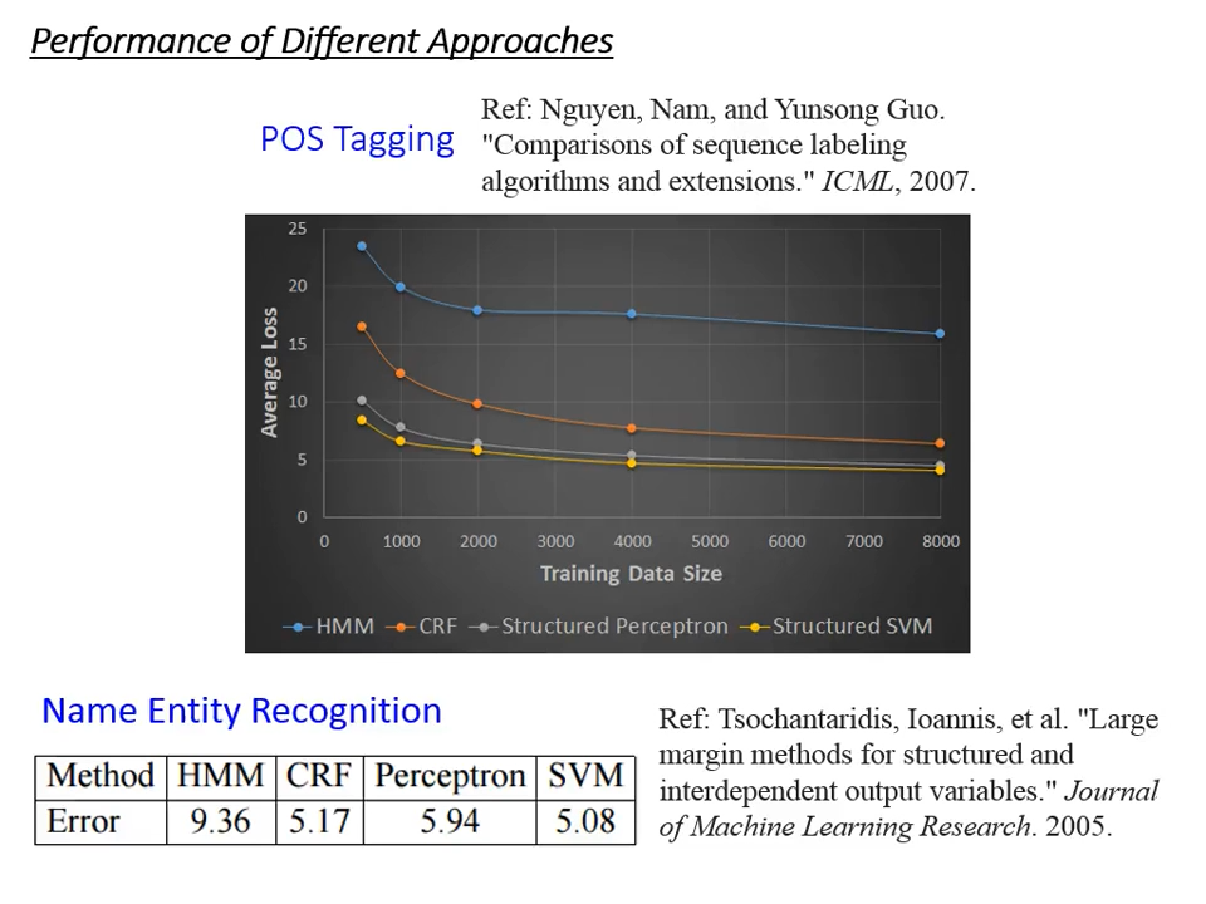 Performance of Different Approaches
POS Tagging
Ref: Nguyen, Nam, and Yunsong Guo.
"Comparisons of sequence labeling
algorithms and extensions." ICML, 2007.
25
20
15
10
5
0
Average Loss
0 1000 2000 3000 4000 5000 6000 7000 8000
Training Data Size
HMM CRF Structured Perceptron Structured SVM
Name Entity Recognition
Method HMM CRF Perceptron SVM
Error 9.36 5.17 5.94 5.08
Ref: Tsochantaridis, Ioannis, et al. "Large
margin methods for structured and
interdependent output variables." Journal
of Machine Learning Research. 2005.